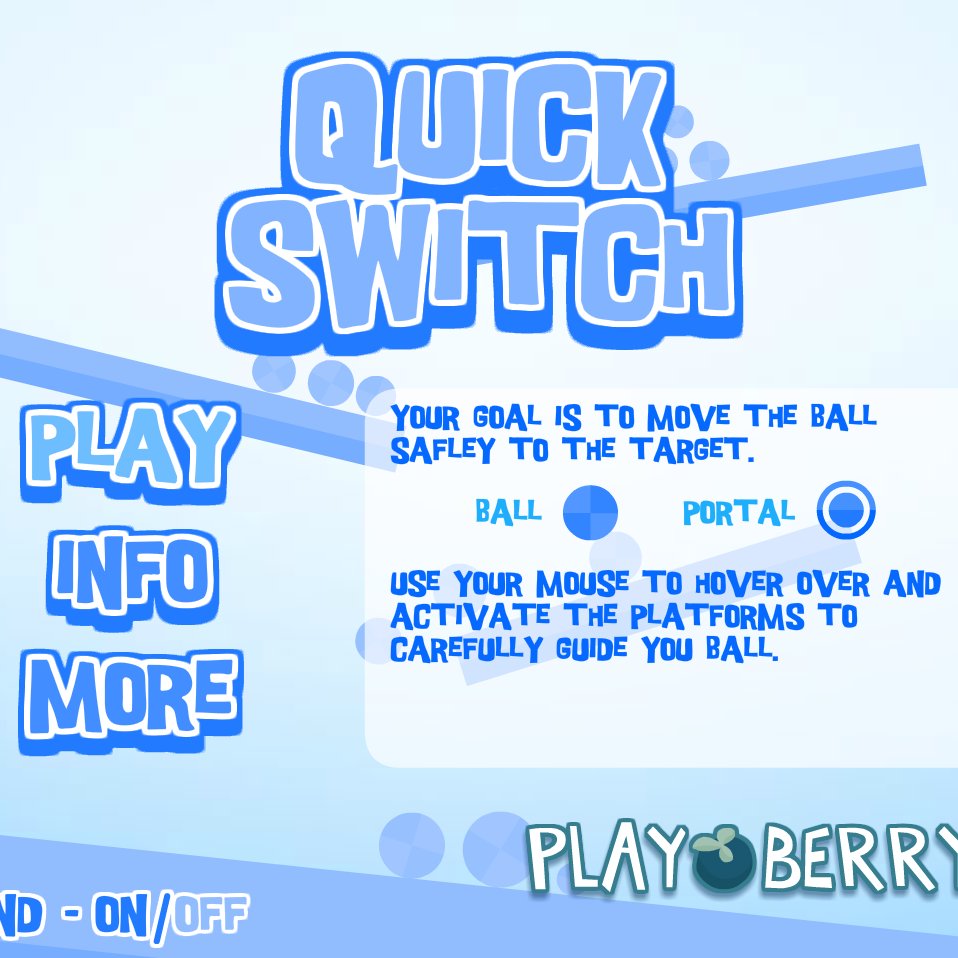 QUICK
SWITCH
PLAY
INFO
MORE
YOUR GOAL IS TO MOVE THE BALL
SAFLEY TO THE TARGET.
BALL PORTAL
USE YOUR MOUSE TO HOVER OVER AND
ACTIVATE THE PLATFORMS TO
CAREFULLY GUIDE YOU BALL.
PLAY BERRY
ND - ON/OFF